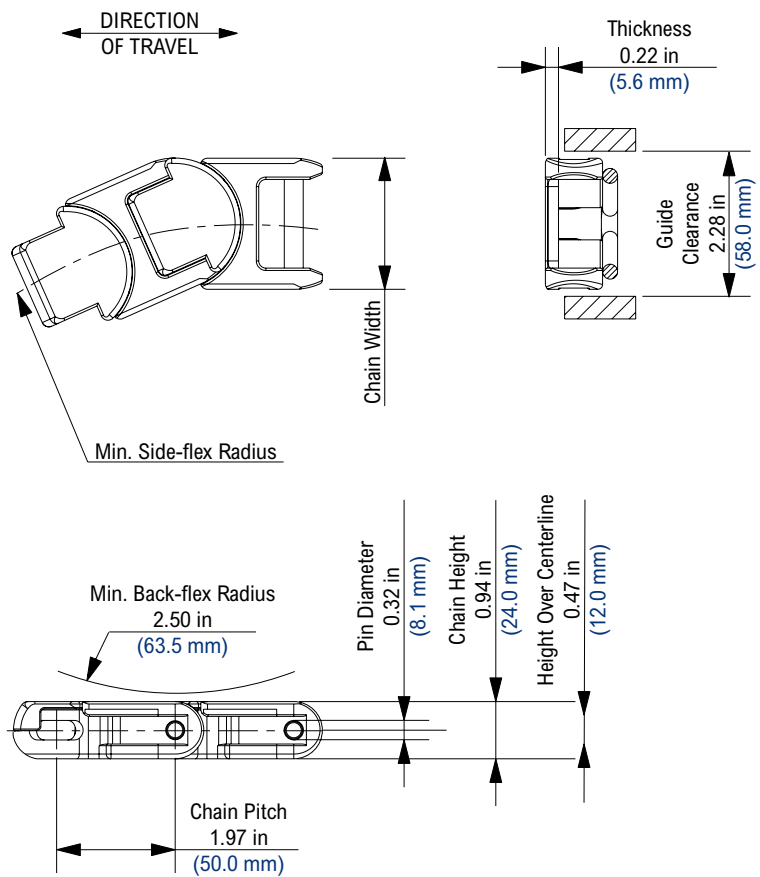 DIRECTION
OF TRAVEL
Thickness
0.22 in
(5.6 mm)
Guide
Clearance
2.28 in
(58.0 mm)
Chain Width
Min. Side-flex Radius
Min. Back-flex Radius
2.50 in
(63.5 mm)
Pin Diameter
0.32 in
(8.1 mm)
Chain Height
0.94 in
(24.0 mm)
Height Over Centerline
0.47 in
(12.0 mm)
Chain Pitch
1.97 in
(50.0 mm)